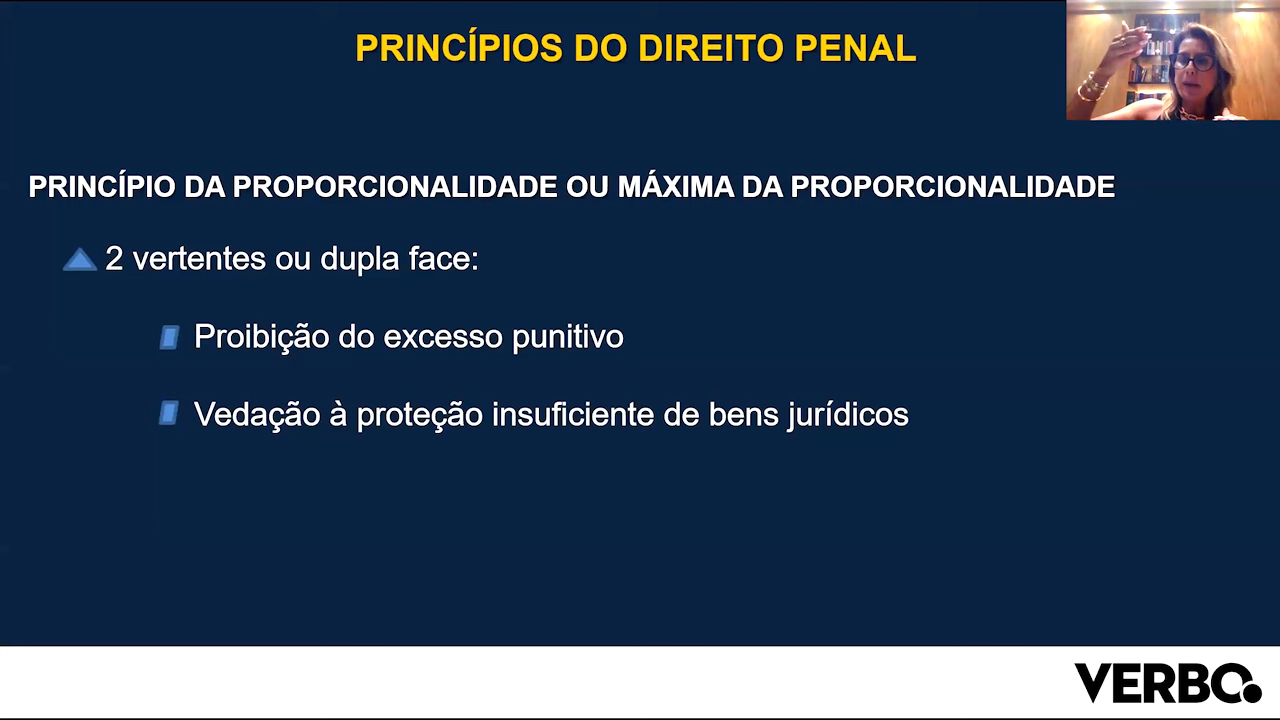 PRINCÍPIOS DO DIREITO PENAL
PRINCÍPIO DA PROPORCIONALIDADE OU MÁXIMA DA PROPORCIONALIDADE
2 vertentes ou dupla face:
Proibição do excesso punitivo
Vedação à proteção insuficiente de bens jurídicos
VERBO.